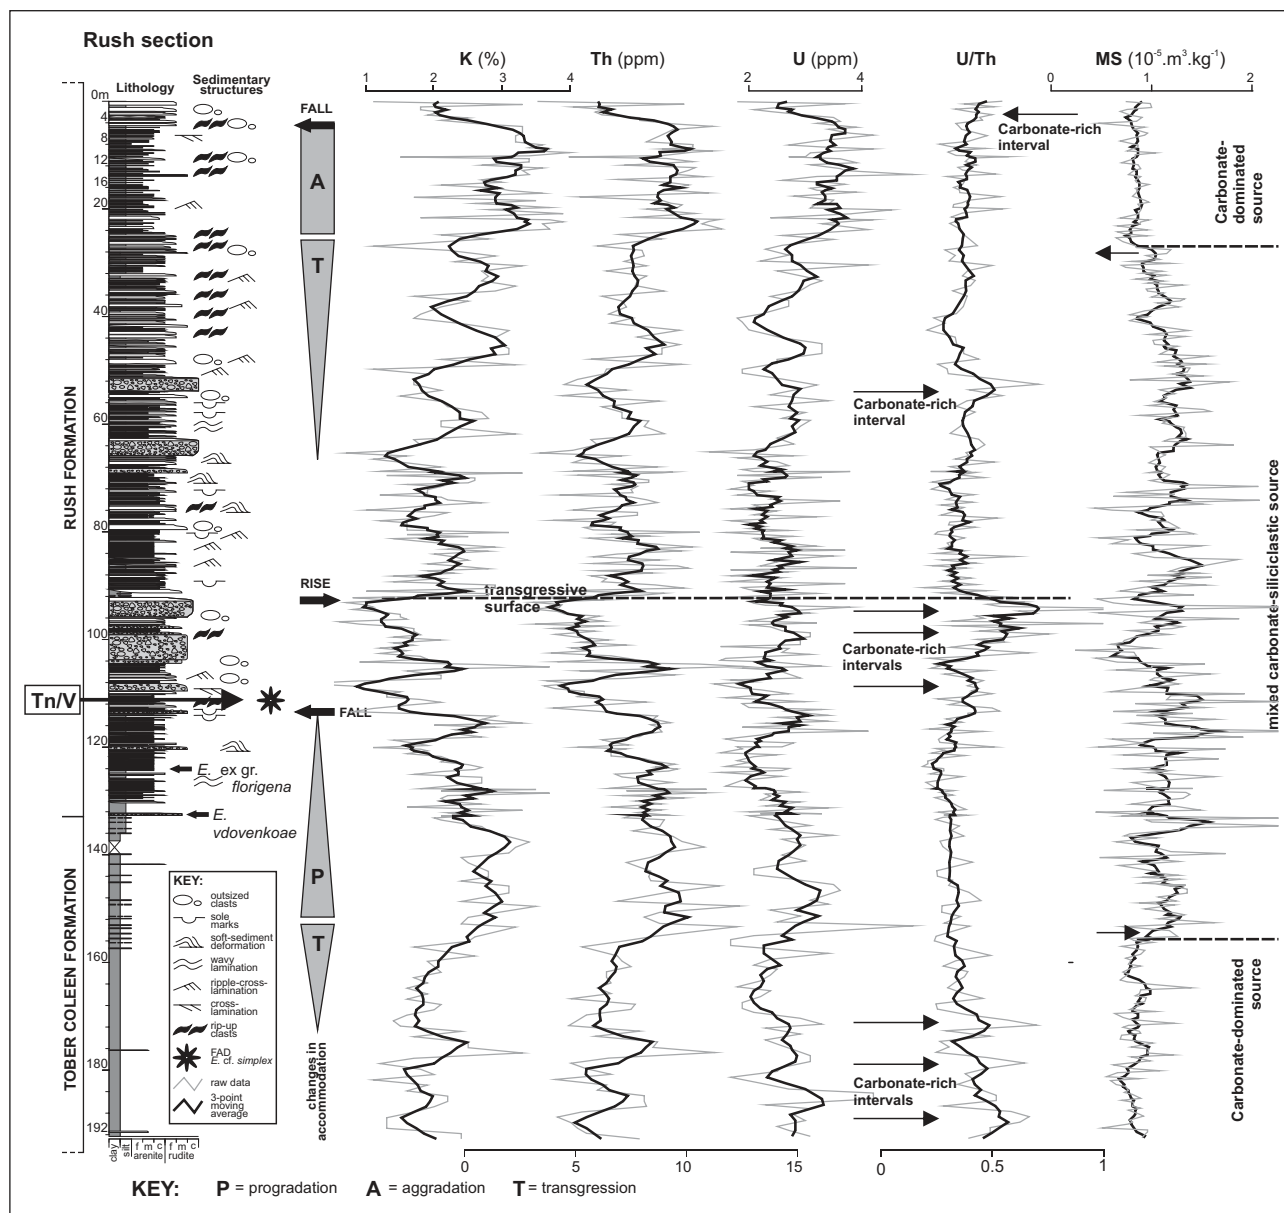 Rush section
K (%)
Th (ppm)
U (ppm)
U/Th
MS (10⁻⁵.m³.kg⁻¹)
Lithology
Sedimentary
structures
1 2 3 4
2 4
0 1 2
0m
4
8
12
16
20
40
60
80
100
120
140
160
180
192
RUSH FORMATION
TOBER COLEEN FORMATION
FALL
A
T
RISE
FALL
P
T
changes in
accommodation
Tn/V
E. ex gr.
florigena
E.
vdovenkoae
transgressive
surface
Carbonate-rich
interval
Carbonate-rich
interval
Carbonate-rich
intervals
Carbonate-rich
intervals
Carbonate-
dominated
source
mixed carbonate-siliciclastic source
Carbonate-dominated
source
KEY:
outsized
clasts
sole
marks
soft-sediment
deformation
wavy
lamination
ripple-cross-
lamination
cross-
lamination
rip-up
clasts
FAD
E. cf. simplex
raw data
3-point
moving
average
clay
silt
f m c
arenite
f m c
rudite
0 5 10 15
0 0.5 1
KEY: P = progradation A = aggradation T = transgression